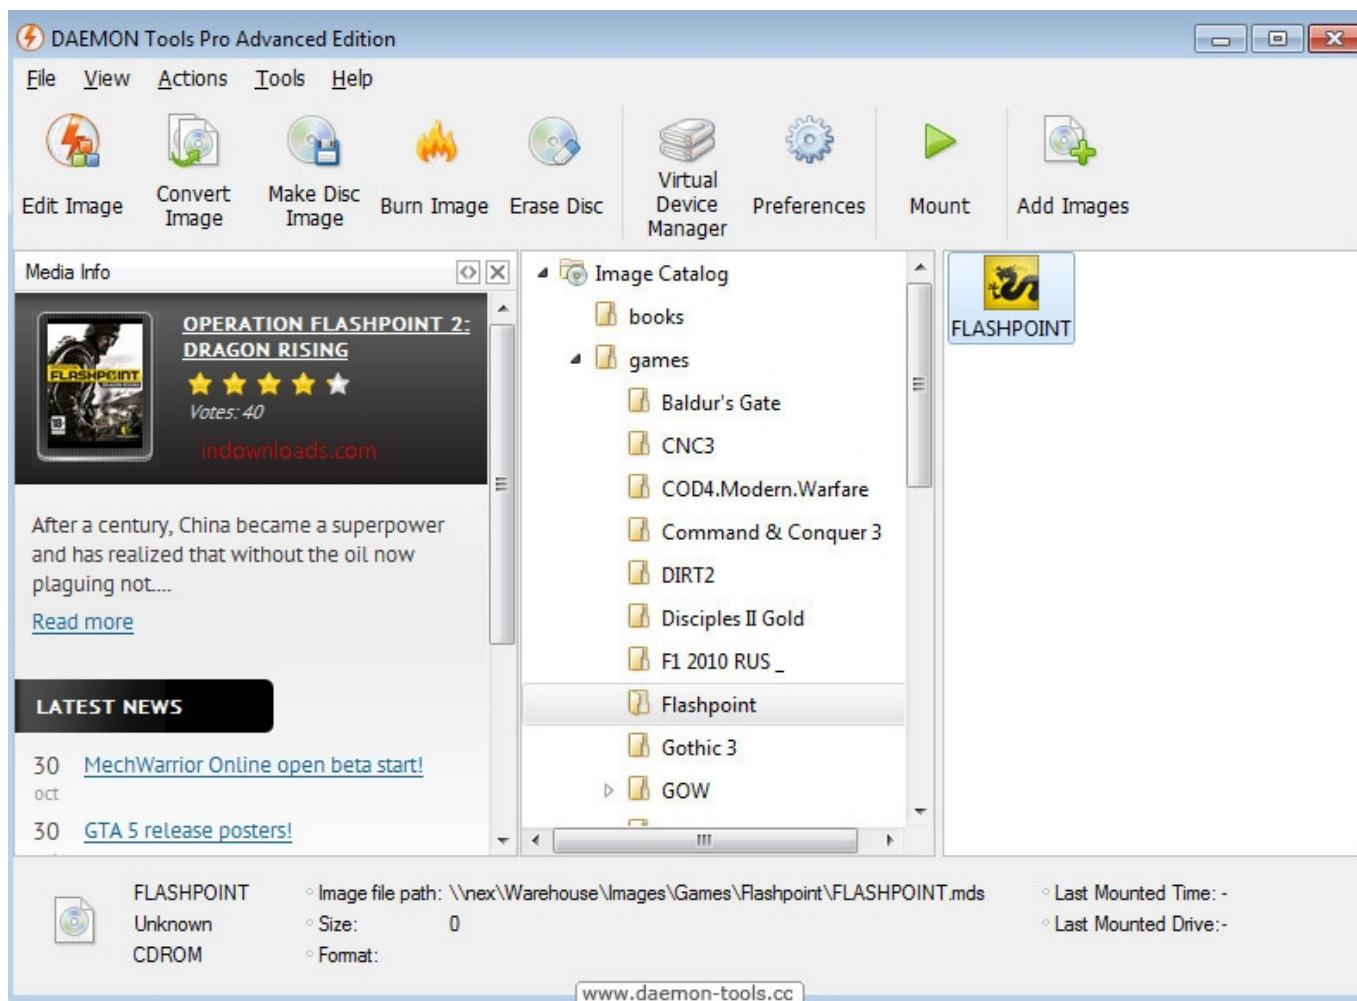 DAEMON Tools Pro Advanced Edition
File View Actions Tools Help
Edit Image
Convert
Image
Make Disc
Image
Burn Image
Erase Disc
Virtual
Device
Manager
Preferences
Mount
Add Images
Media Info
OPERATION FLASHPOINT 2:
DRAGON RISING
Votes: 40
indownloads.com
FLASHPOINT
18
After a century, China became a superpower
and has realized that without the oil now
plaguing not....
Read more
LATEST NEWS
30
oct
MechWarrior Online open beta start!
30
GTA 5 release posters!
Image Catalog
books
games
Baldur's Gate
CNC3
COD4.Modern.Warfare
Command & Conquer 3
DIRT2
Disciples II Gold
F1 2010 RUS _
Flashpoint
Gothic 3
GOW
FLASHPOINT
FLASHPOINT
Unknown
CDROM
Image file path: \\nex\Warehouse\Images\Games\Flashpoint\FLASHPOINT.mds
Size: 0
Format:
Last Mounted Time: -
Last Mounted Drive:-
www.daemon-tools.cc